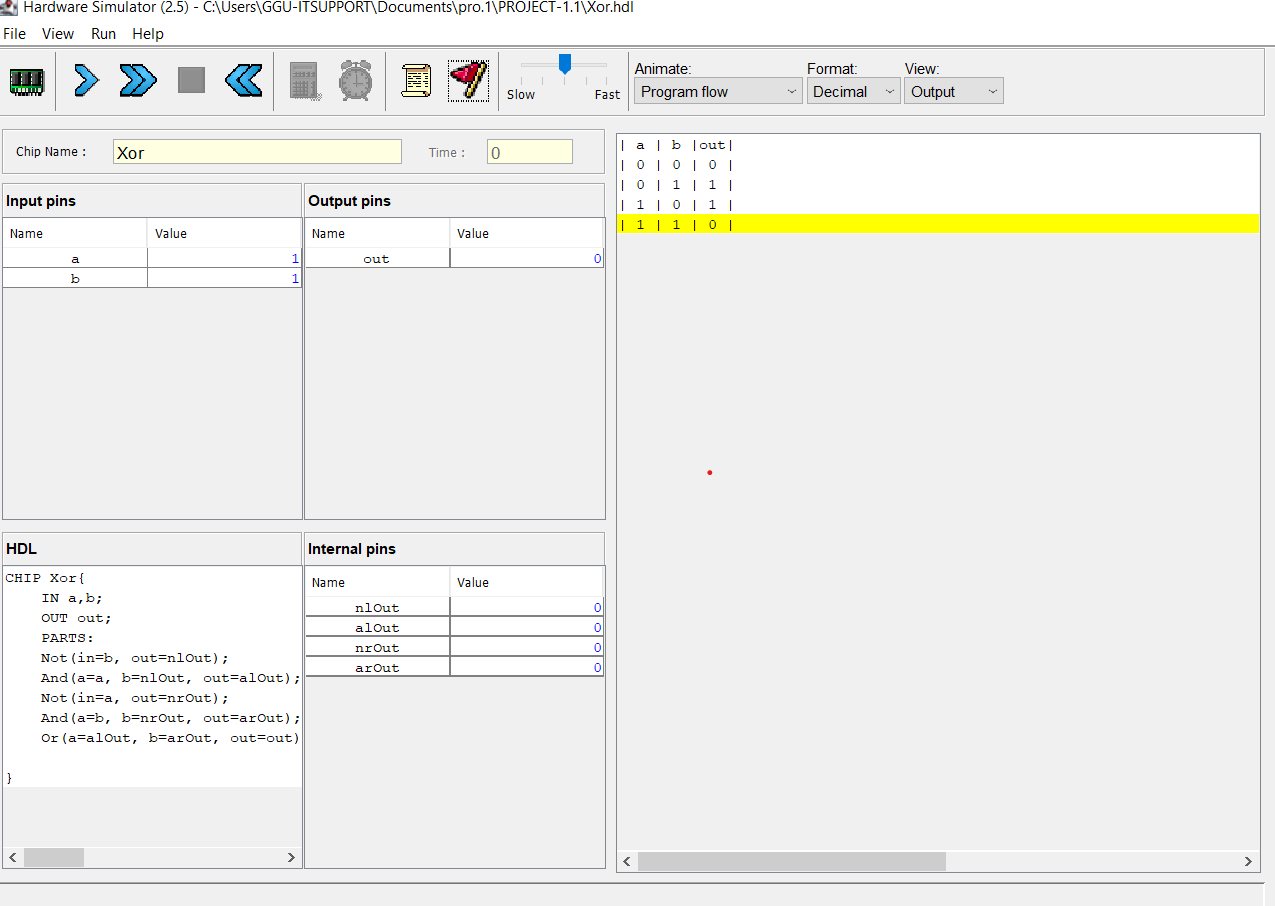 Hardware Simulator (2.5) - C:\Users\GGU-ITSUPPORT\Documents\pro.1\PROJECT-1.1\Xor.hdl
File View Run Help
Slow Fast
Animate: Format: View:
Program flow Decimal Output
Chip Name : Xor Time : 0
Input pins
Name Value
a 1
b 1
Output pins
Name Value
out 0
HDL
CHIP Xor{
    IN a,b;
    OUT out;
    PARTS:
    Not(in=b, out=nlOut);
    And(a=a, b=nlOut, out=alOut);
    Not(in=a, out=nrOut);
    And(a=b, b=nrOut, out=arOut);
    Or(a=alOut, b=arOut, out=out)
}
Internal pins
Name Value
nlOut 0
alOut 0
nrOut 0
arOut 0
| a | b |out|
| 0 | 0 | 0 |
| 0 | 1 | 1 |
| 1 | 0 | 1 |
| 1 | 1 | 0 |